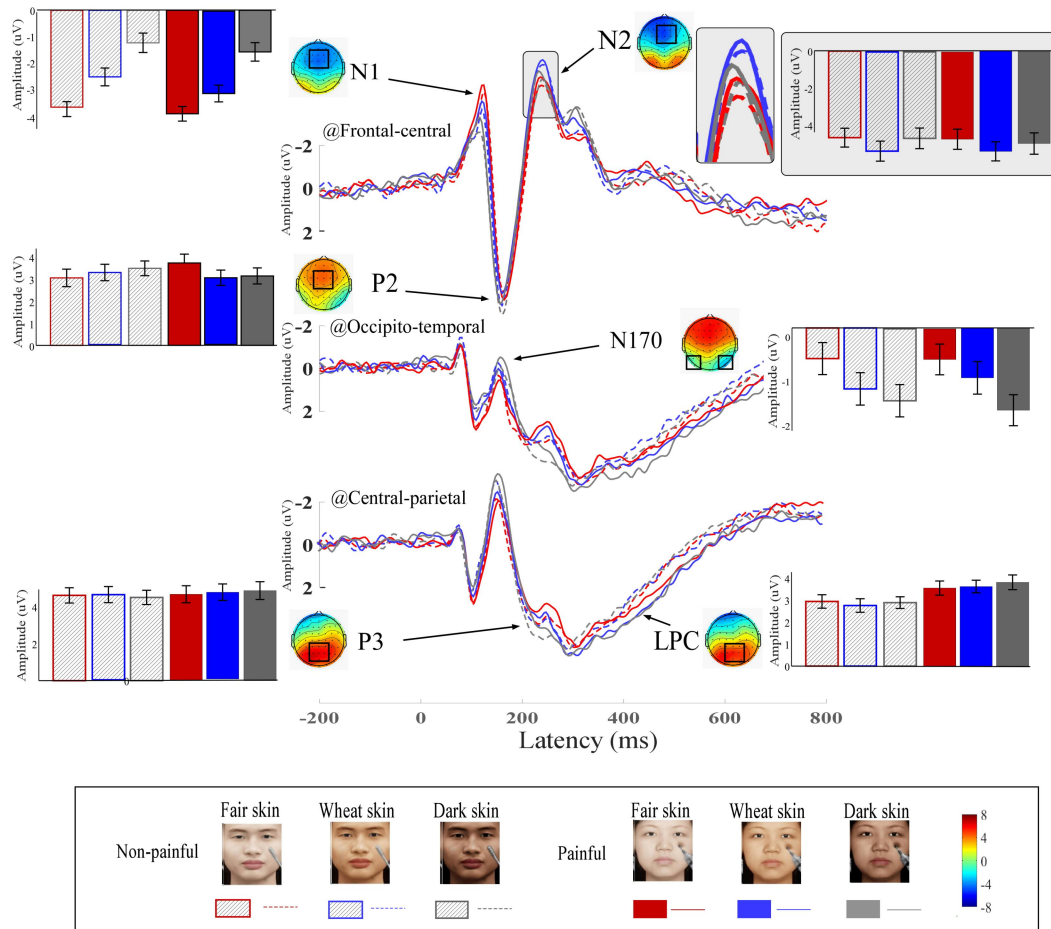 Amplitude (uV)
0
-1
-2
-3
-4
N1
@Frontal-central
N2
Amplitude (uV)
0
-2
-4
Amplitude (uV)
-2
0
2
Amplitude (uV)
4
3
2
1
0
P2
@Occipito-temporal
N170
Amplitude (uV)
-2
0
2
Amplitude (uV)
0
-1
-2
@Central-parietal
Amplitude (uV)
-2
0
2
Amplitude (uV)
4
2
0
P3
LPC
Amplitude (uV)
4
3
2
1
0
-200
0
200
400
600
800
Latency (ms)
Fair skin Wheat skin Dark skin
Fair skin Wheat skin Dark skin
Non-painful
Painful
8
4
0
-4
-8